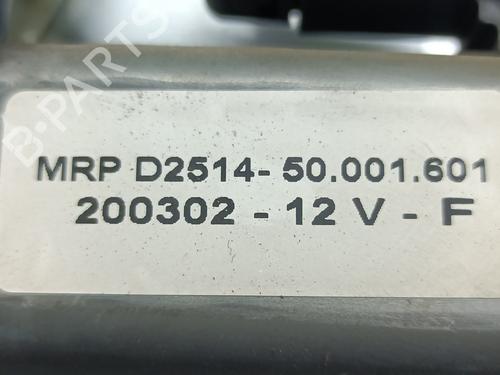 B-PARTS
MRP D2514- 50.001.601
200302 - 12 V - F